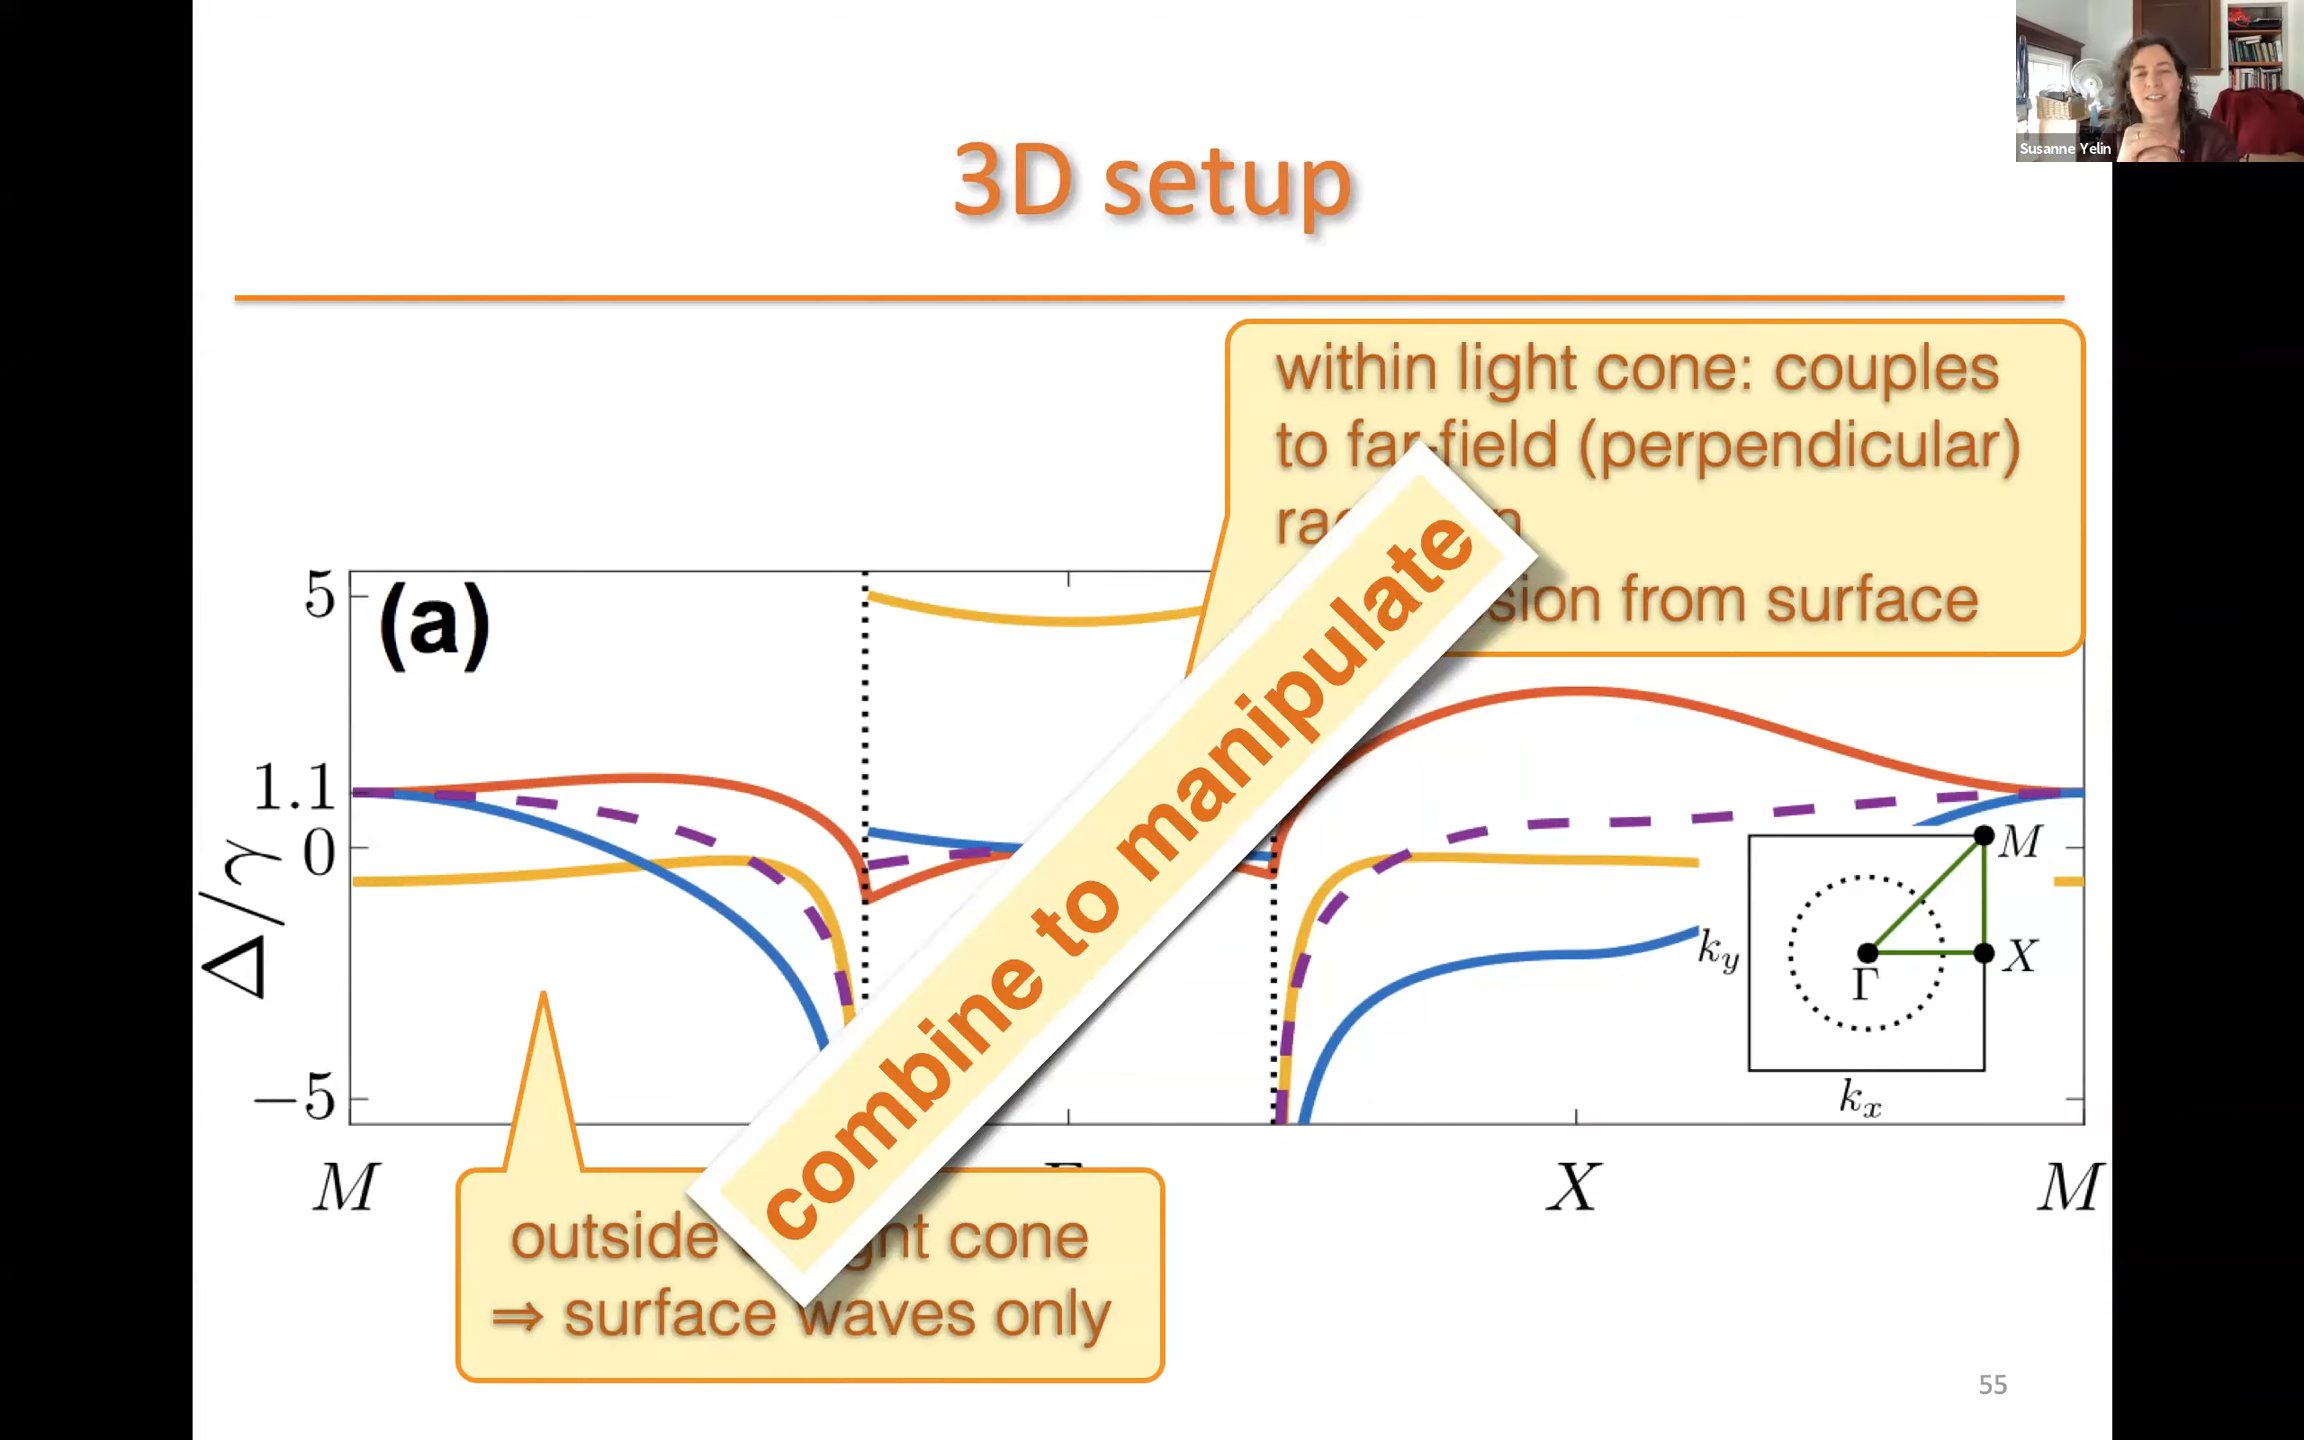 Susanne Yelin
3D setup
within light cone: couples
to far-field (perpendicular)
sion from surface
combine to manipulate
(a)
5
1.1
0
−5
Δ/γ
M
X
M
M
X
Γ
k_y
k_x
outside light cone
⇒ surface waves only
55